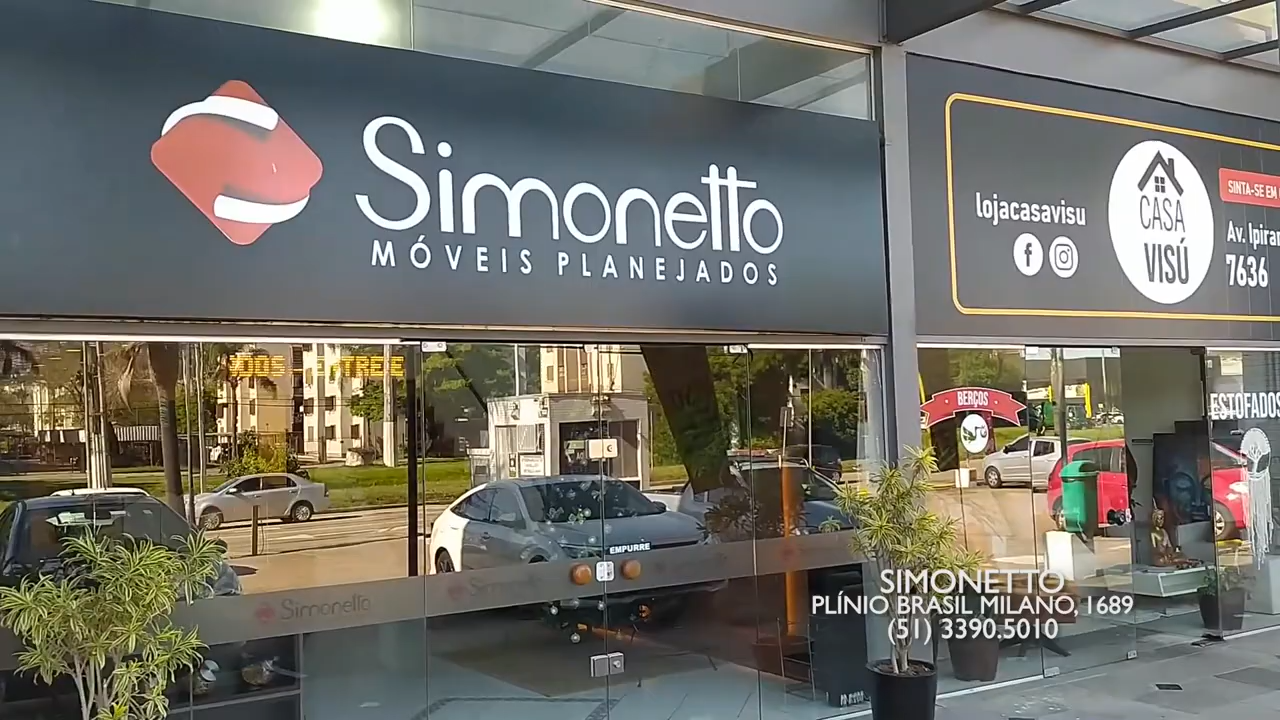 Simonetto
MÓVEIS PLANEJADOS
lojacasavisu
CASA
VISÚ
SINTA-SE EM
Av. Ipiran
7636
BERÇOS
ESTOFADOS
EMPURRE
Simonetto
SIMONETTO
PLÍNIO BRASIL MILANO, 1689
(51) 3390.5010